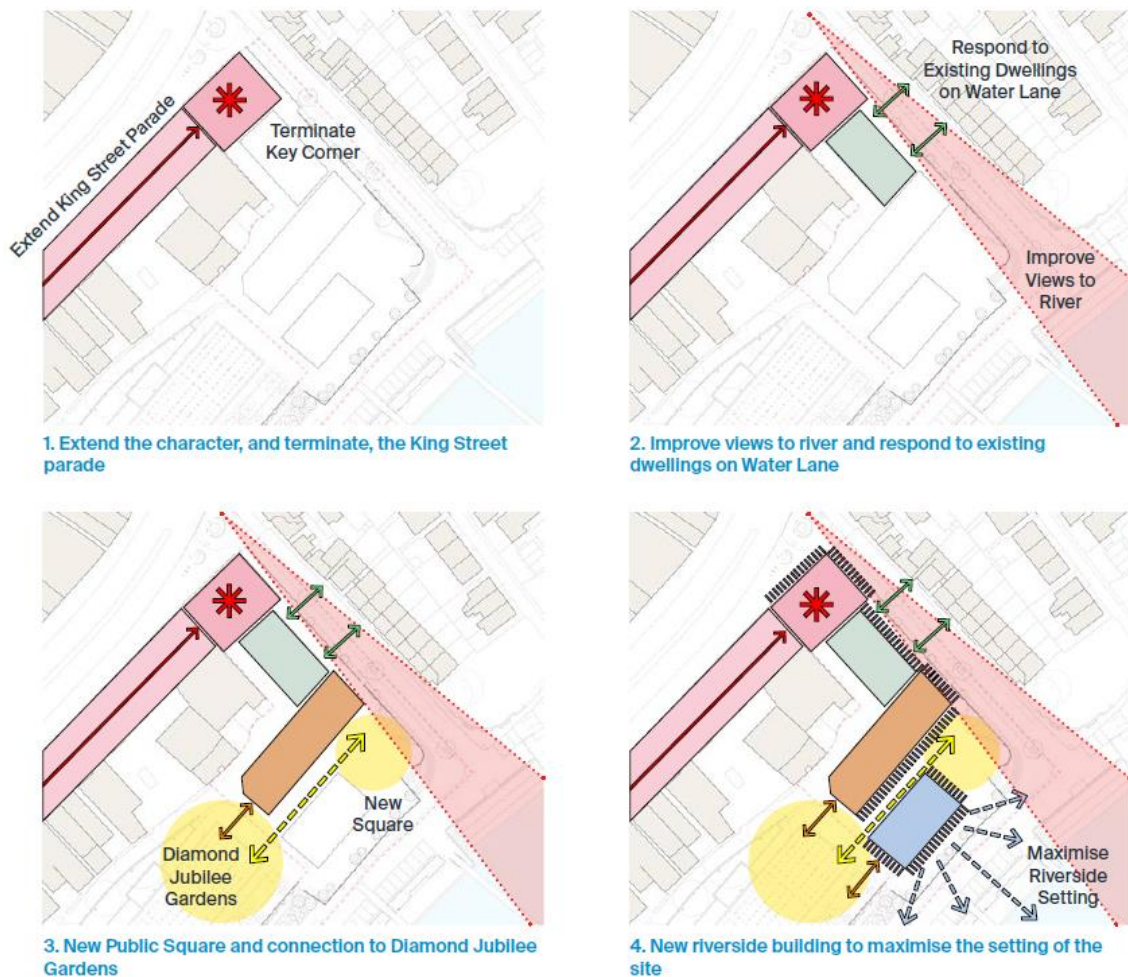 Extend King Street Parade
Terminate
Key Corner
1. Extend the character, and terminate, the King Street
parade
Respond to
Existing Dwellings
on Water Lane
Improve
Views to
River
2. Improve views to river and respond to existing
dwellings on Water Lane
New
Square
Diamond
Jubilee
Gardens
3. New Public Square and connection to Diamond Jubilee
Gardens
Maximise
Riverside
Setting
4. New riverside building to maximise the setting of the
site